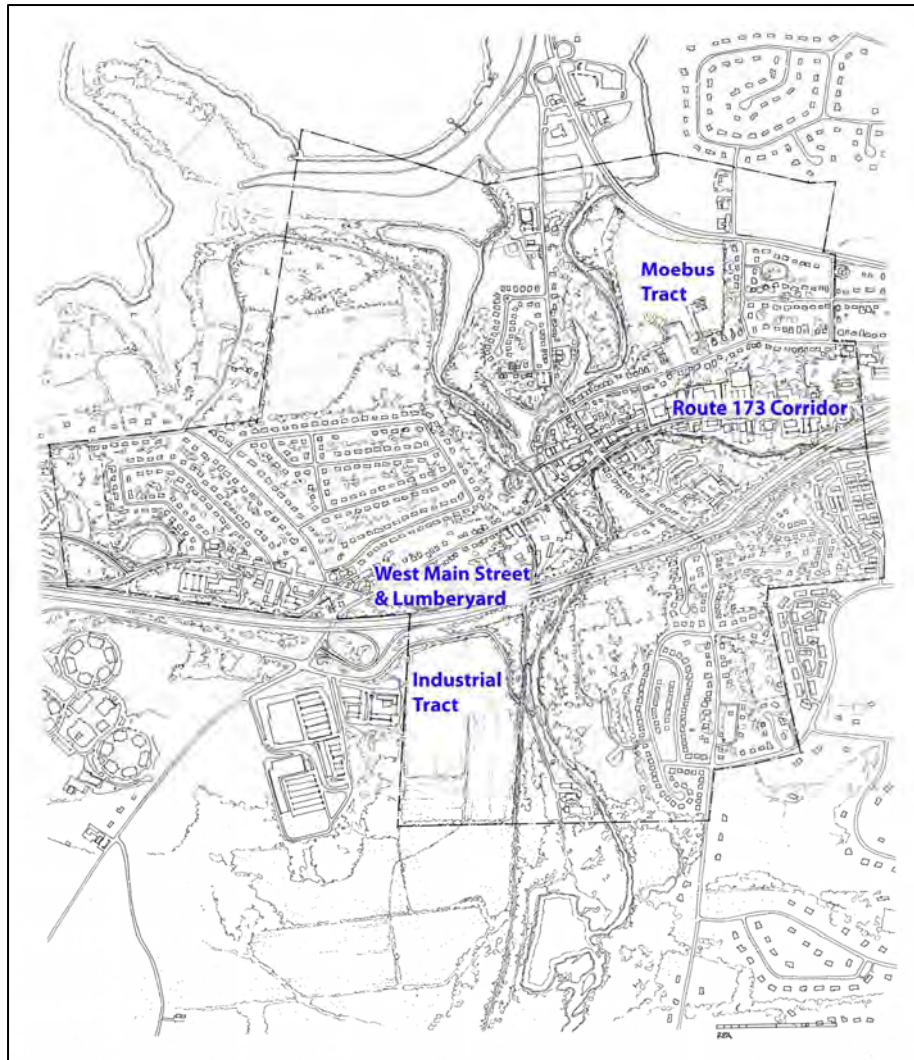 Moebus
Tract
Route 173 Corridor
West Main Street
& Lumberyard
Industrial
Tract